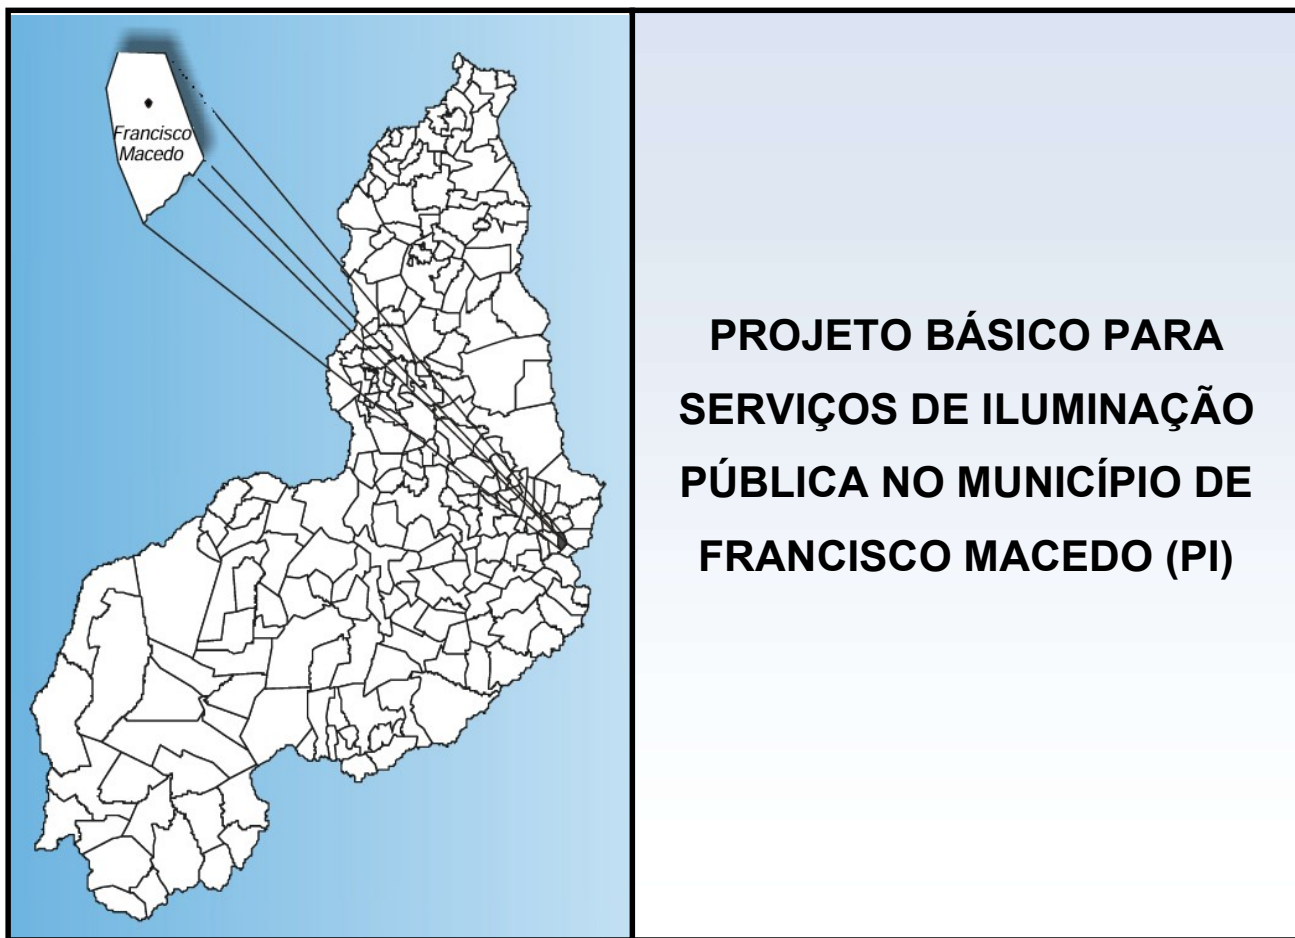 Francisco
Macedo
PROJETO BÁSICO PARA
SERVIÇOS DE ILUMINAÇÃO
PÚBLICA NO MUNICÍPIO DE
FRANCISCO MACEDO (PI)